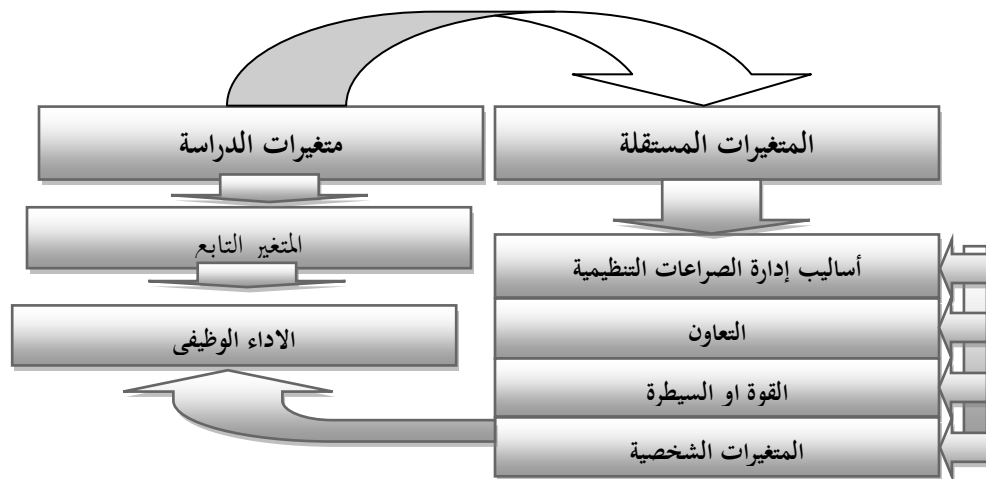 المتغيرات المستقلة
متغيرات الدراسة
المتغير التابع
أساليب إدارة الصراعات التنظيمية
التعاون
الاداء الوظيفى
القوة او السيطرة
المتغيرات الشخصية